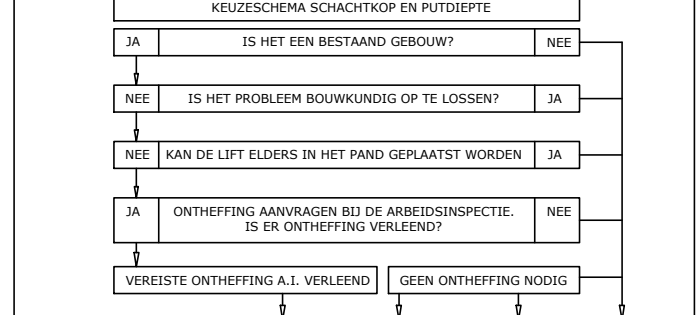 KEUZESCHEMA SCHACHTKOP EN PUTDIEPTE
JA IS HET EEN BESTAAND GEBOUW? NEE
NEE IS HET PROBLEEM BOUWKUNDIG OP TE LOSSEN? JA
NEE KAN DE LIFT ELDERS IN HET PAND GEPLAATST WORDEN JA
JA ONTHEFFING AANVRAGEN BIJ DE ARBEIDSINSPECTIE. NEE
IS ER ONTHEFFING VERLEEND?
VEREISTE ONTHEFFING A.I. VERLEEND GEEN ONTHEFFING NODIG